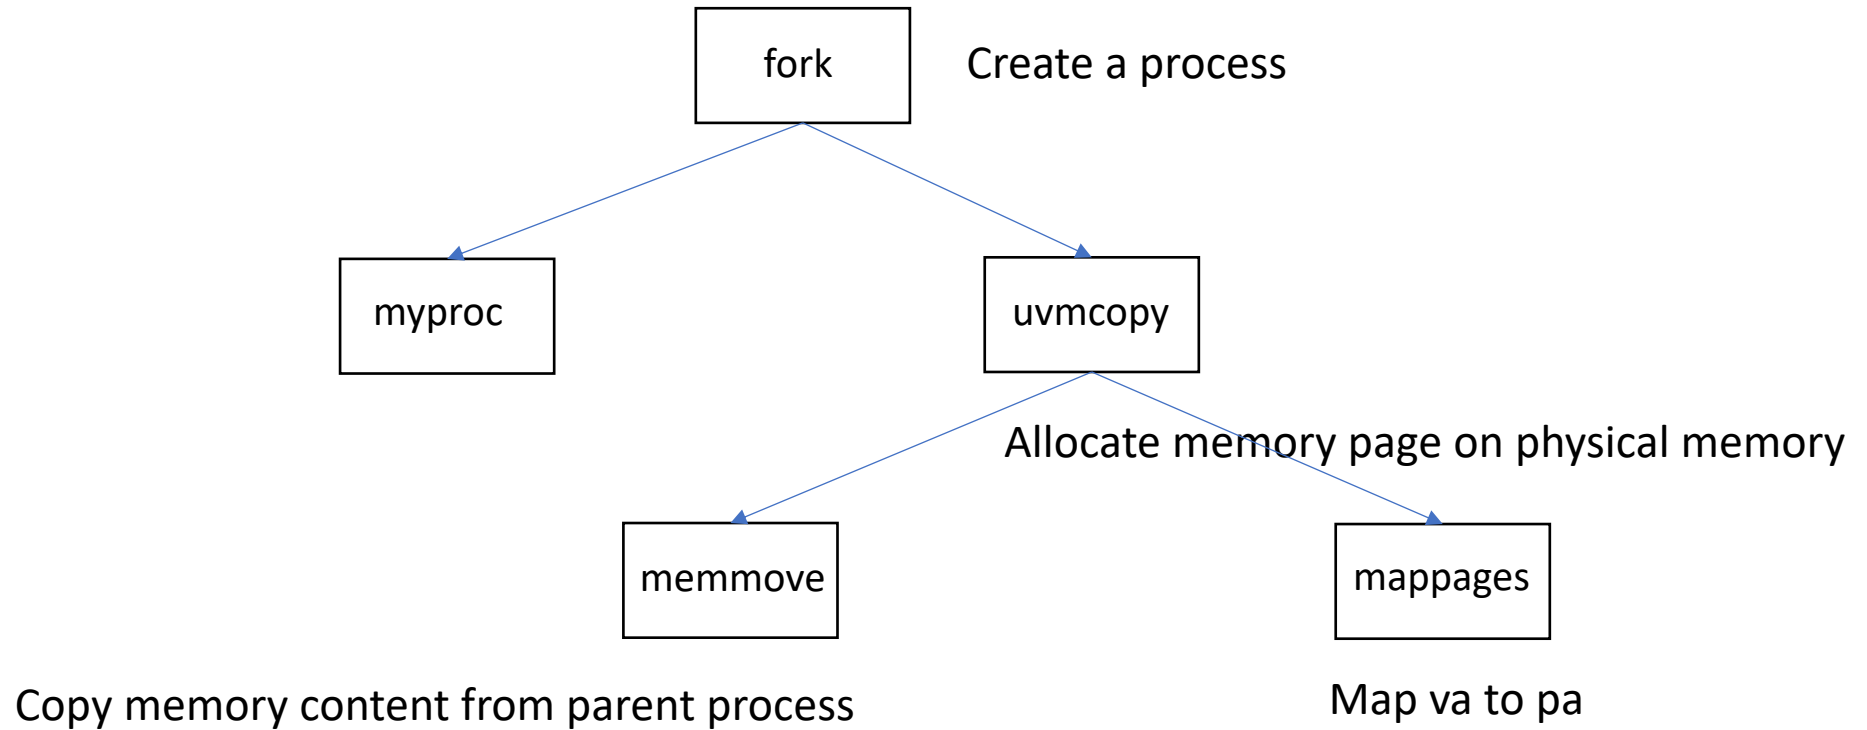 fork
Create a process
myproc
uvmcopy
Allocate memory page on physical memory
memmove
mappages
Copy memory content from parent process
Map va to pa